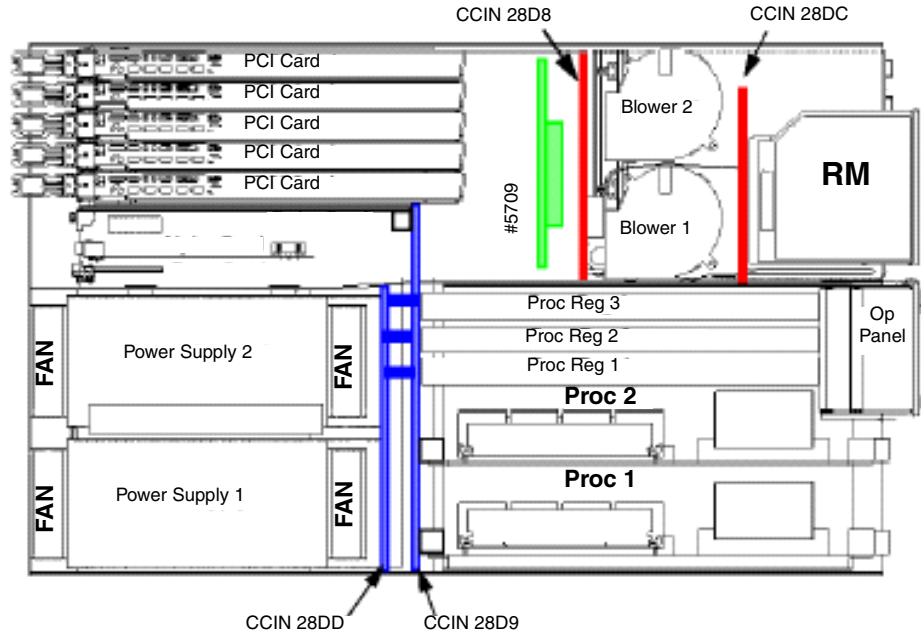 CCIN 28D8
CCIN 28DC
PCI Card
PCI Card
PCI Card
PCI Card
PCI Card
Blower 2
RM
#5709
Blower 1
Proc Reg 3
Op
Panel
Proc Reg 2
FAN
Power Supply 2
FAN
Proc Reg 1
Proc 2
Proc 1
FAN
Power Supply 1
FAN
CCIN 28DD
CCIN 28D9